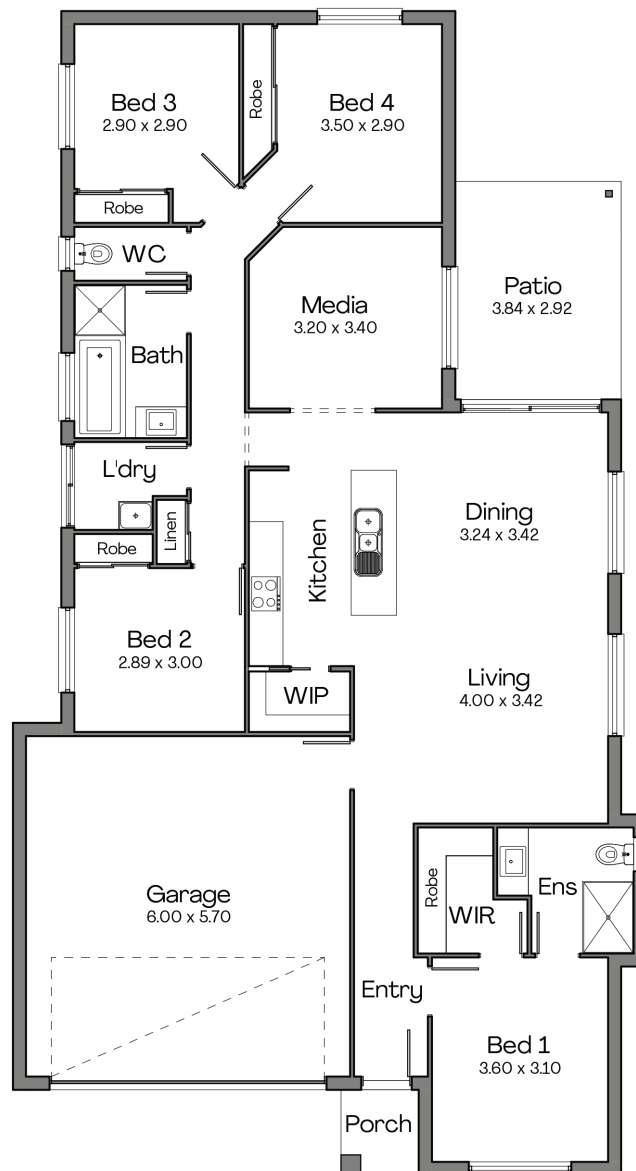 Bed 3
2.90 x 2.90
Robe
Bed 4
3.50 x 2.90
Robe
WC
Media
3.20 x 3.40
Patio
3.84 x 2.92
Bath
L'dry
Linen
Robe
Kitchen
Dining
3.24 x 3.42
Bed 2
2.89 x 3.00
Living
4.00 x 3.42
WIP
Garage
6.00 x 5.70
Robe
WIR
Ens
Entry
Bed 1
3.60 x 3.10
Porch